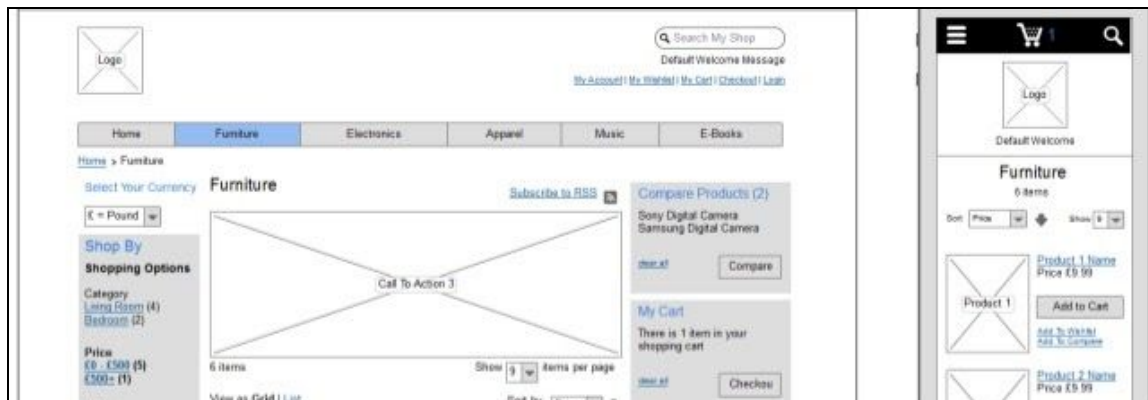 Logo
Search My Shop
Default Welcome Message
My Account | My Wishlist | My Cart | Checkout | Login
Home Furniture Electronics Apparel Music E-Books
Home > Furniture
Select Your Currency
£ = Pound
Shop By
Shopping Options
Category
Living Room (4)
Bedroom (2)
Price
£0 - £500 (5)
£500+ (1)
Furniture
Subscribe to RSS
Call To Action 3
6 items
Show 9 items per page
View as Grid | List
Sort by
Compare Products (2)
Sony Digital Camera
Samsung Digital Camera
clear all
Compare
My Cart
There is 1 item in your
shopping cart
Checkou
1
Logo
Default Welcome
Furniture
6 items
Sort Price Show 9
Product 1
Product 1 Name
Price £9.99
Add to Cart
Add To Wishlist
Add To Compare
Product 2 Name
Price £9.99